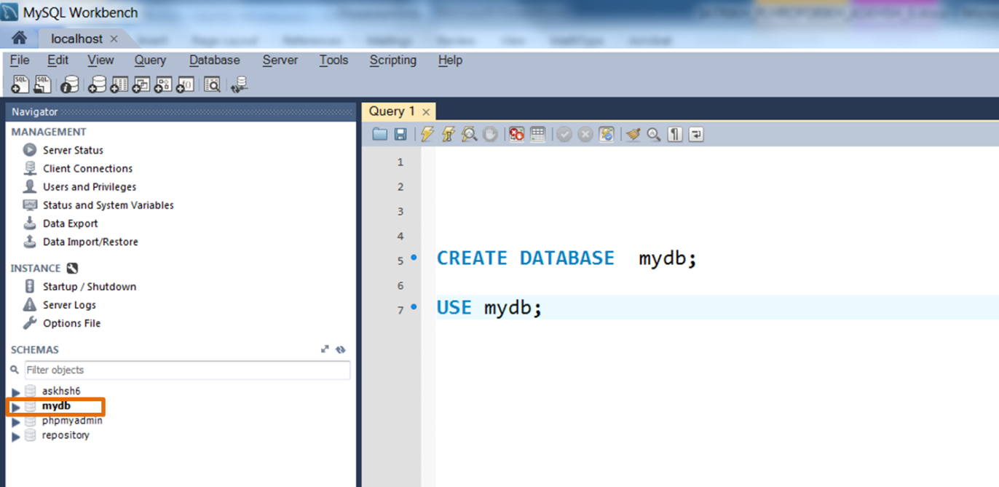 MySQL Workbench
localhost
File Edit View Query Database Server Tools Scripting Help
Navigator
Query 1
MANAGEMENT
Server Status
Client Connections
Users and Privileges
Status and System Variables
Data Export
Data Import/Restore
INSTANCE
Startup / Shutdown
Server Logs
Options File
SCHEMAS
Filter objects
askhsh6
mydb
phpmyadmin
repository
1
2
3
4
5 CREATE DATABASE mydb;
6
7 USE mydb;